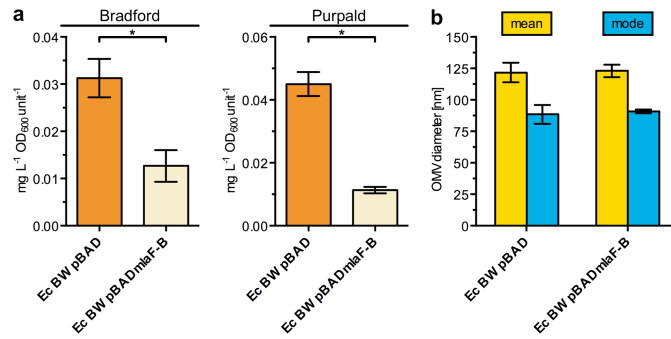 a
Bradford
mg L-1 OD600 unit-1
0.04
0.03
0.02
0.01
0.00
*
Ec BW pBAD
Ec BW pBADmlaF-B
Purpald
mg L-1 OD600 unit-1
0.06
0.04
0.02
0.00
*
Ec BW pBAD
Ec BW pBADmlaF-B
b
mean
mode
OMV diameter [nm]
150
125
100
75
50
25
0
Ec BW pBAD
Ec BW pBADmlaF-B